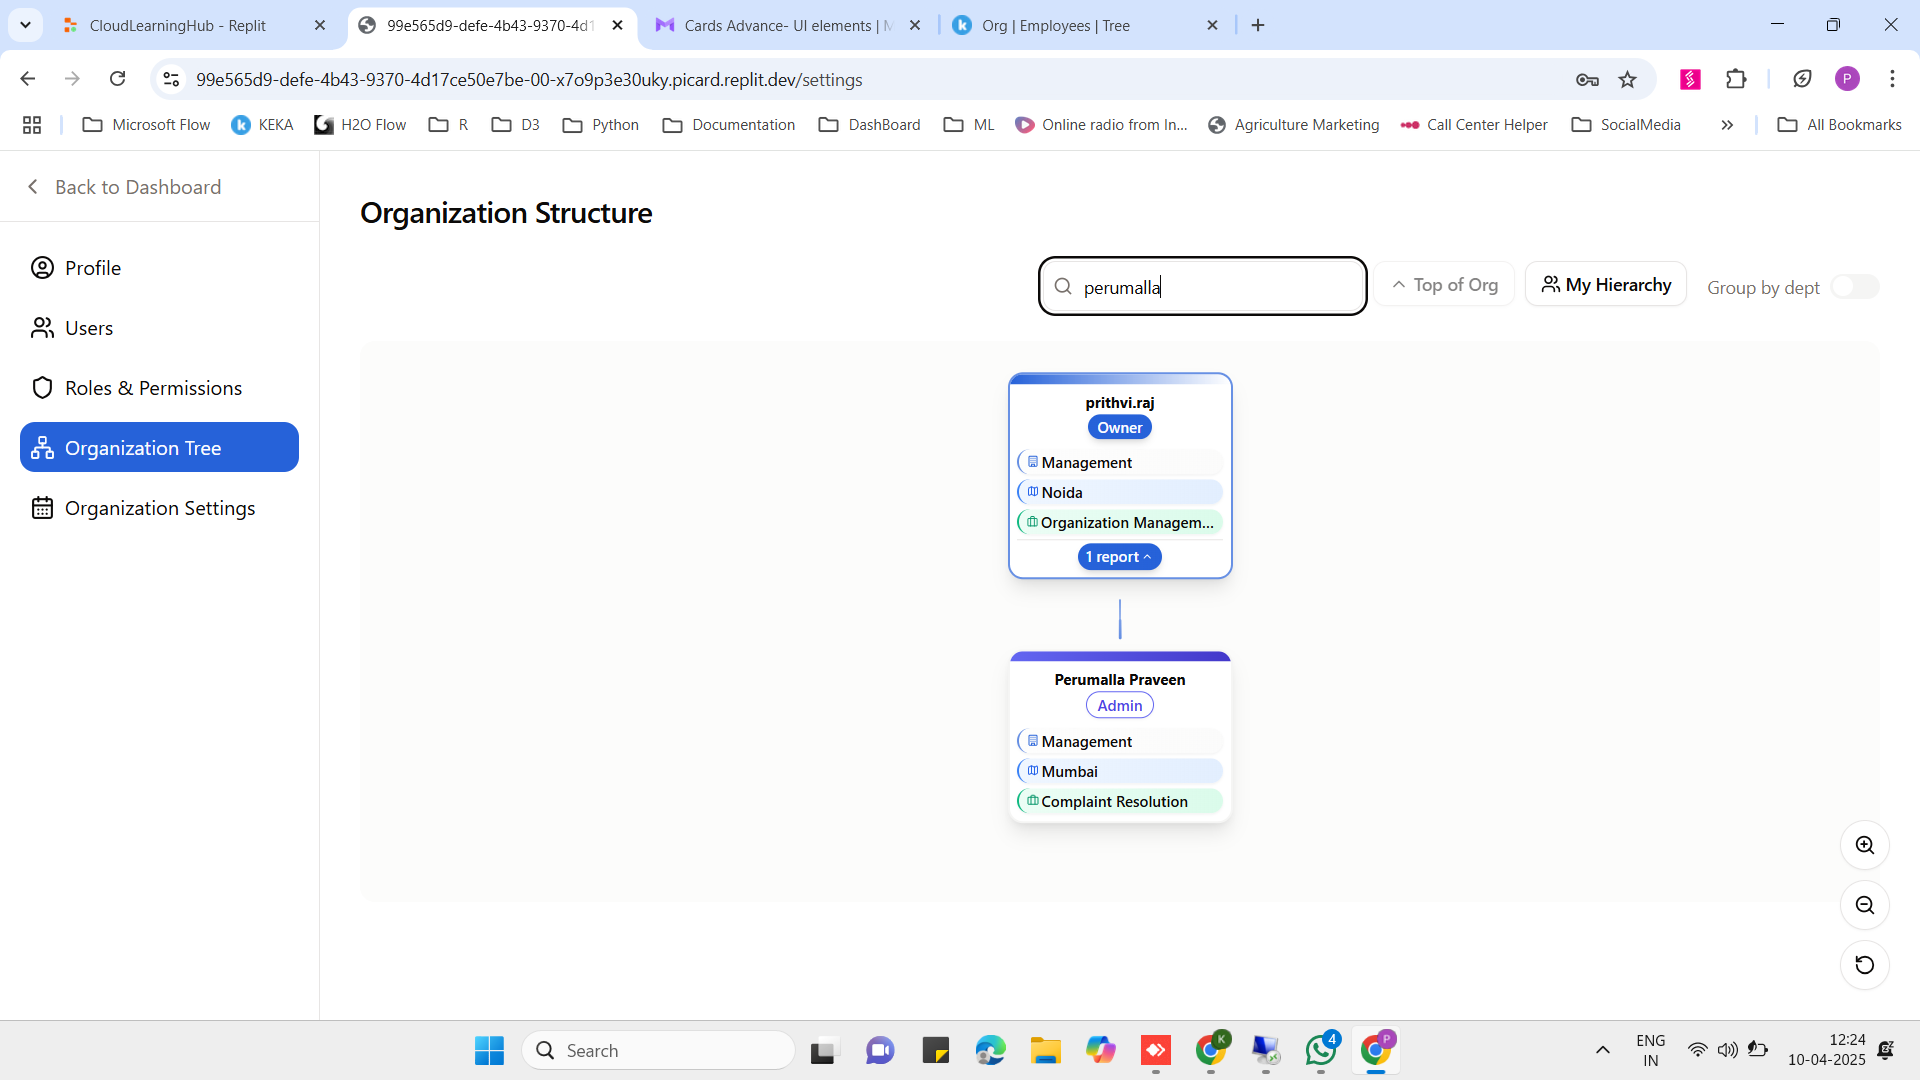 CloudLearningHub - Replit
99e565d9-defe-4b43-9370-4d1
Cards Advance- UI elements | M
Org | Employees | Tree
99e565d9-defe-4b43-9370-4d17ce50e7be-00-x7o9p3e30uky.picard.replit.dev/settings
P
Microsoft Flow
KEKA
H2O Flow
R
D3
Python
Documentation
DashBoard
ML
Online radio from In...
Agriculture Marketing
Call Center Helper
SocialMedia
All Bookmarks
Back to Dashboard
Profile
Users
Roles & Permissions
Organization Tree
Organization Settings
Organization Structure
perumalla
Top of Org
My Hierarchy
Group by dept
prithvi.raj
Owner
Management
Noida
Organization Managem...
1 report
Perumalla Praveen
Admin
Management
Mumbai
Complaint Resolution
Search
K
4
P
ENG
IN
12:24
10-04-2025